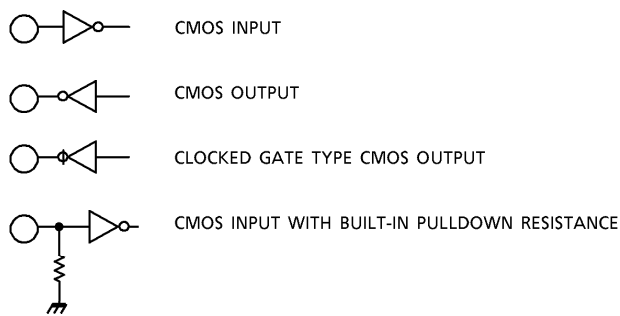 CMOS INPUT
CMOS OUTPUT
CLOCKED GATE TYPE CMOS OUTPUT
CMOS INPUT WITH BUILT-IN PULLDOWN RESISTANCE